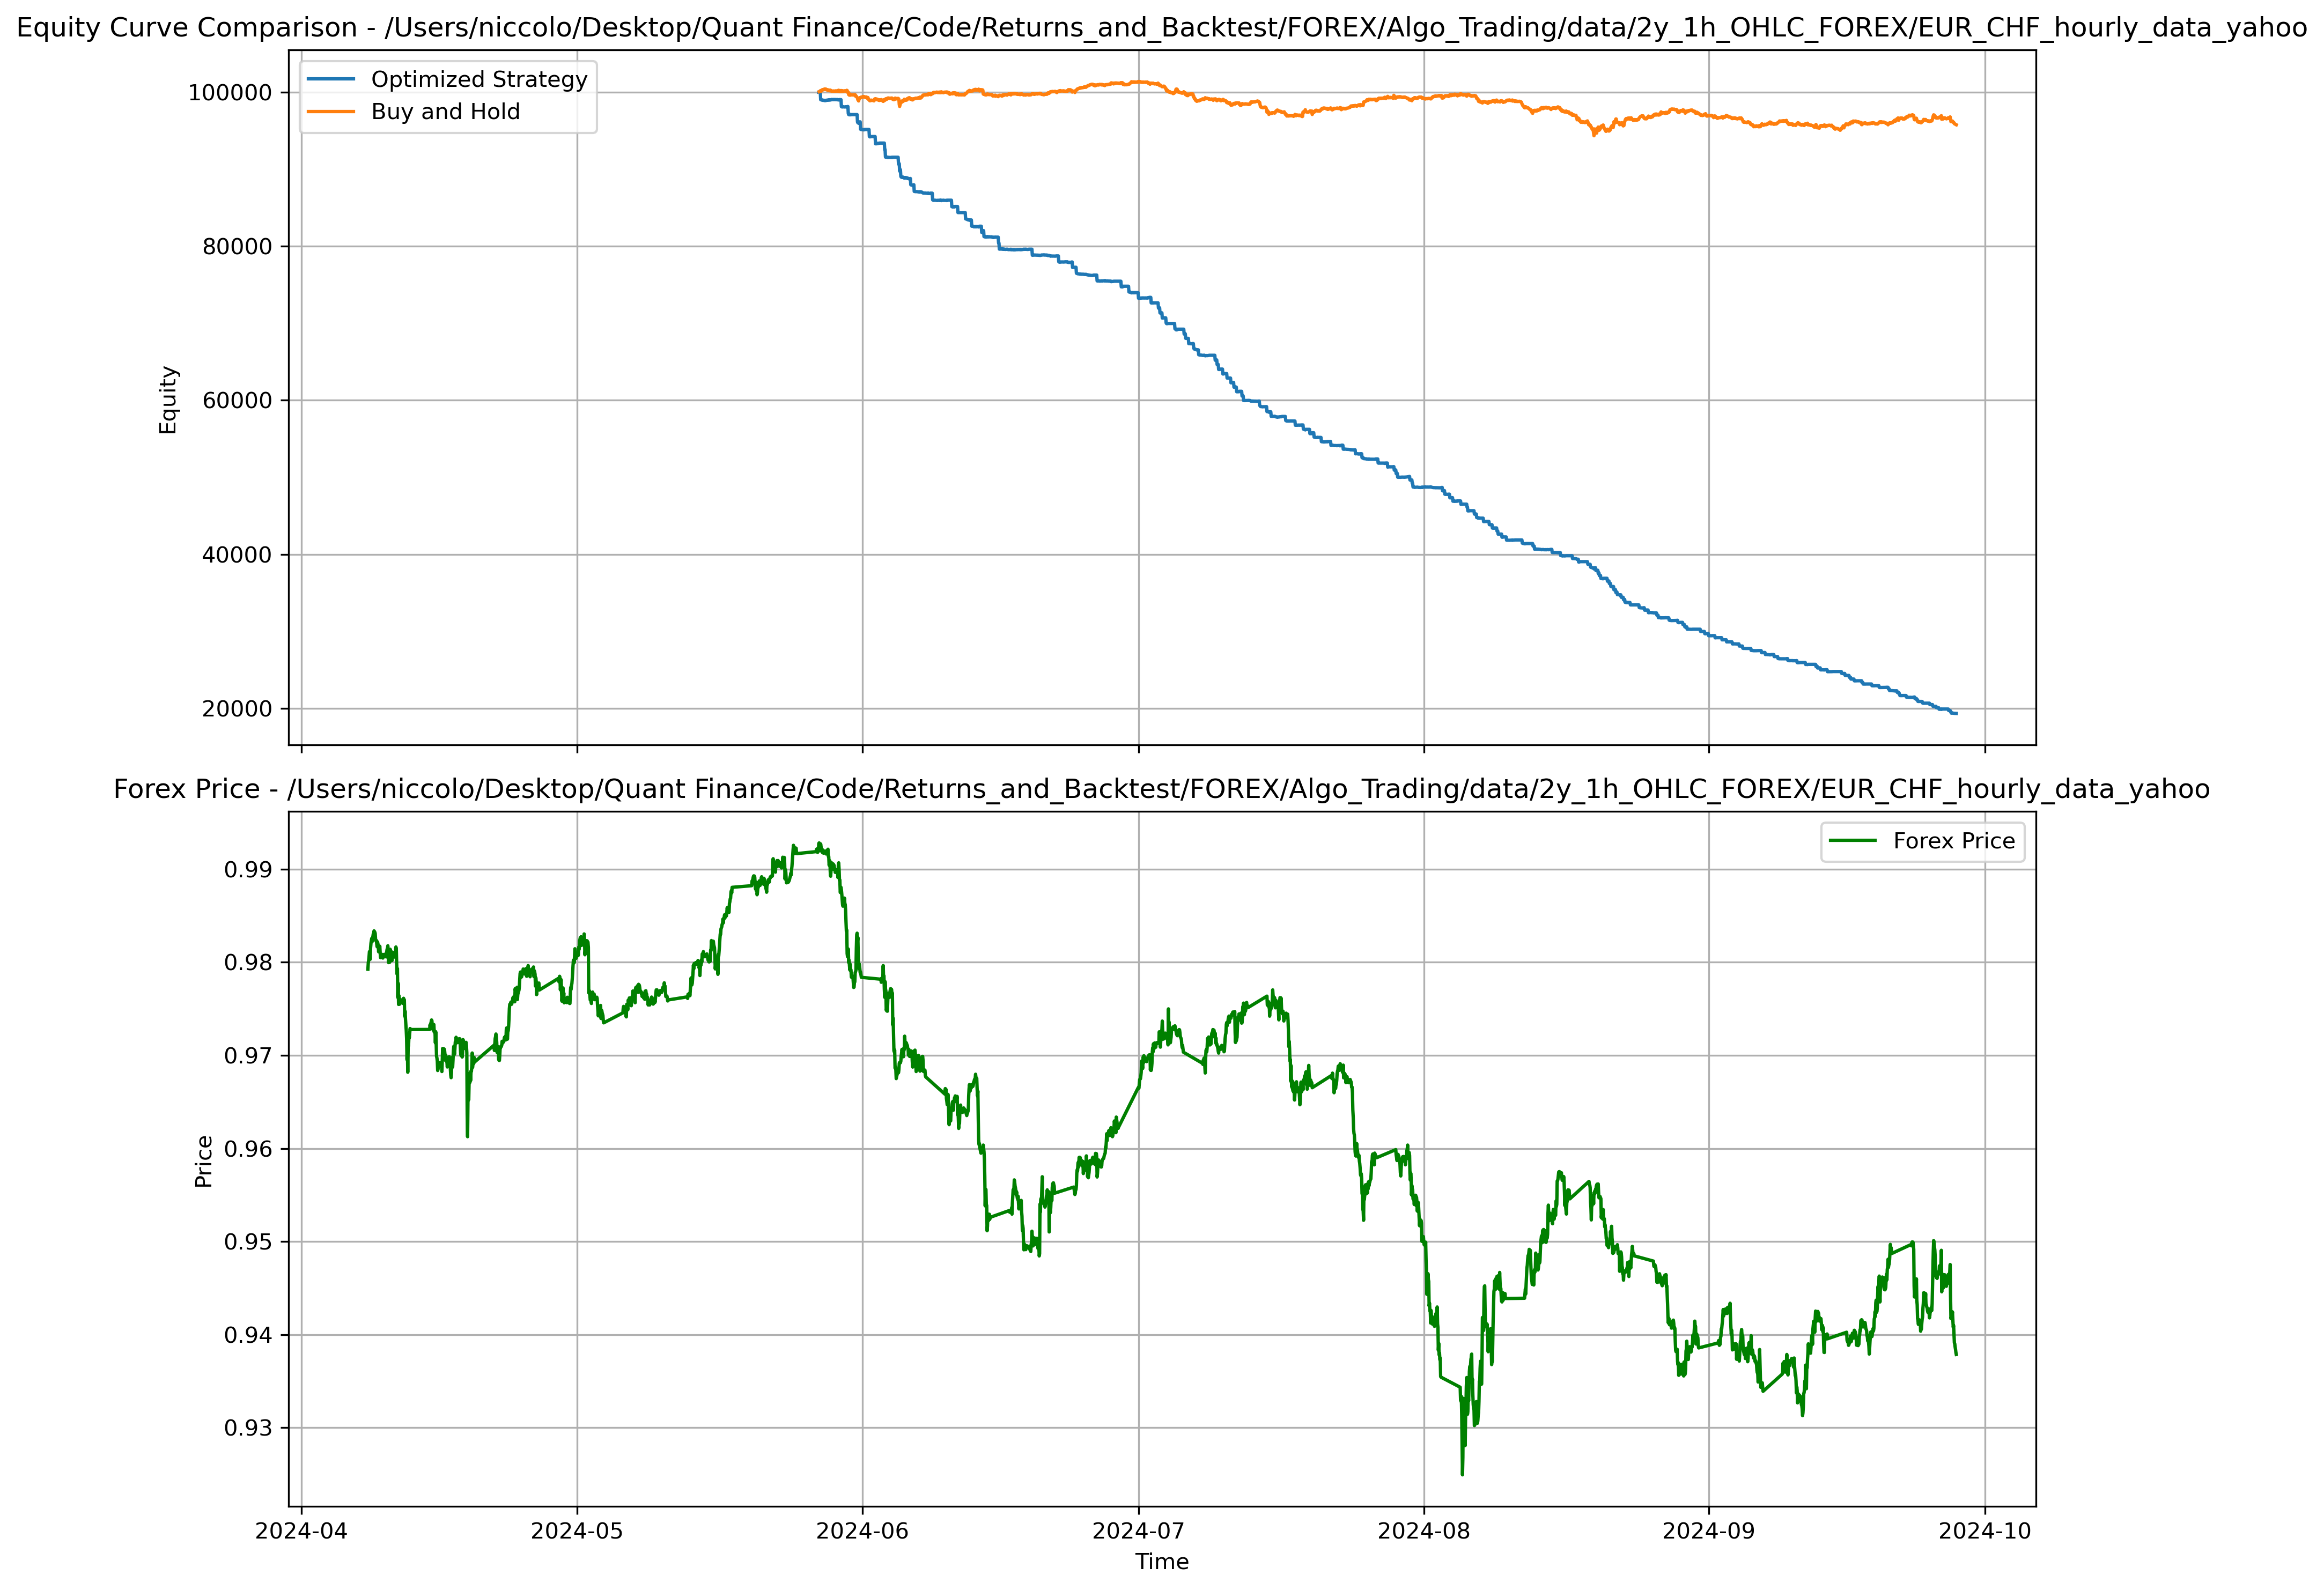 Equity Curve Comparison - /Users/niccolo/Desktop/Quant Finance/Code/Returns_and_Backtest/FOREX/Algo_Trading/data/2y_1h_OHLC_FOREX/EUR_CHF_hourly_data_yahoo
Optimized Strategy
Buy and Hold
100000
80000
60000
40000
20000
Equity
Forex Price - /Users/niccolo/Desktop/Quant Finance/Code/Returns_and_Backtest/FOREX/Algo_Trading/data/2y_1h_OHLC_FOREX/EUR_CHF_hourly_data_yahoo
Forex Price
0.99
0.98
0.97
0.96
0.95
0.94
0.93
Price
2024-04 2024-05 2024-06 2024-07 2024-08 2024-09 2024-10
Time